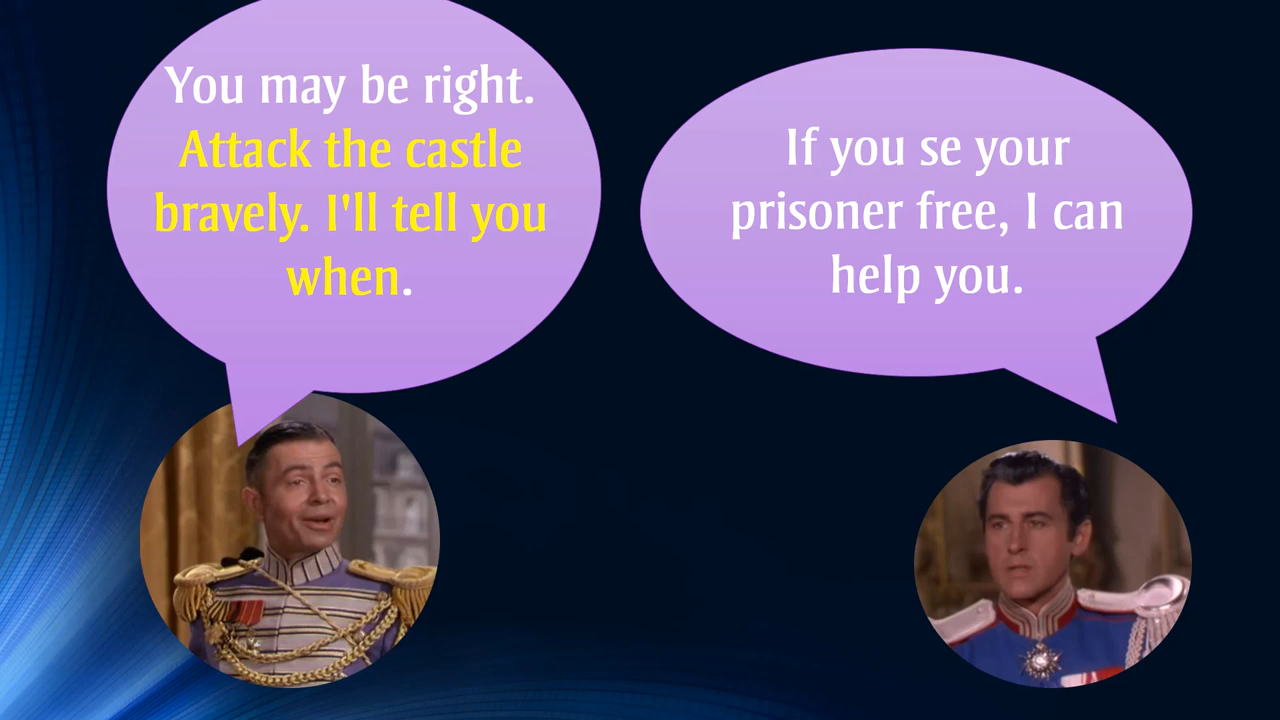 You may be right.
Attack the castle
bravely. I'll tell you
when.
If you se your
prisoner free, I can
help you.